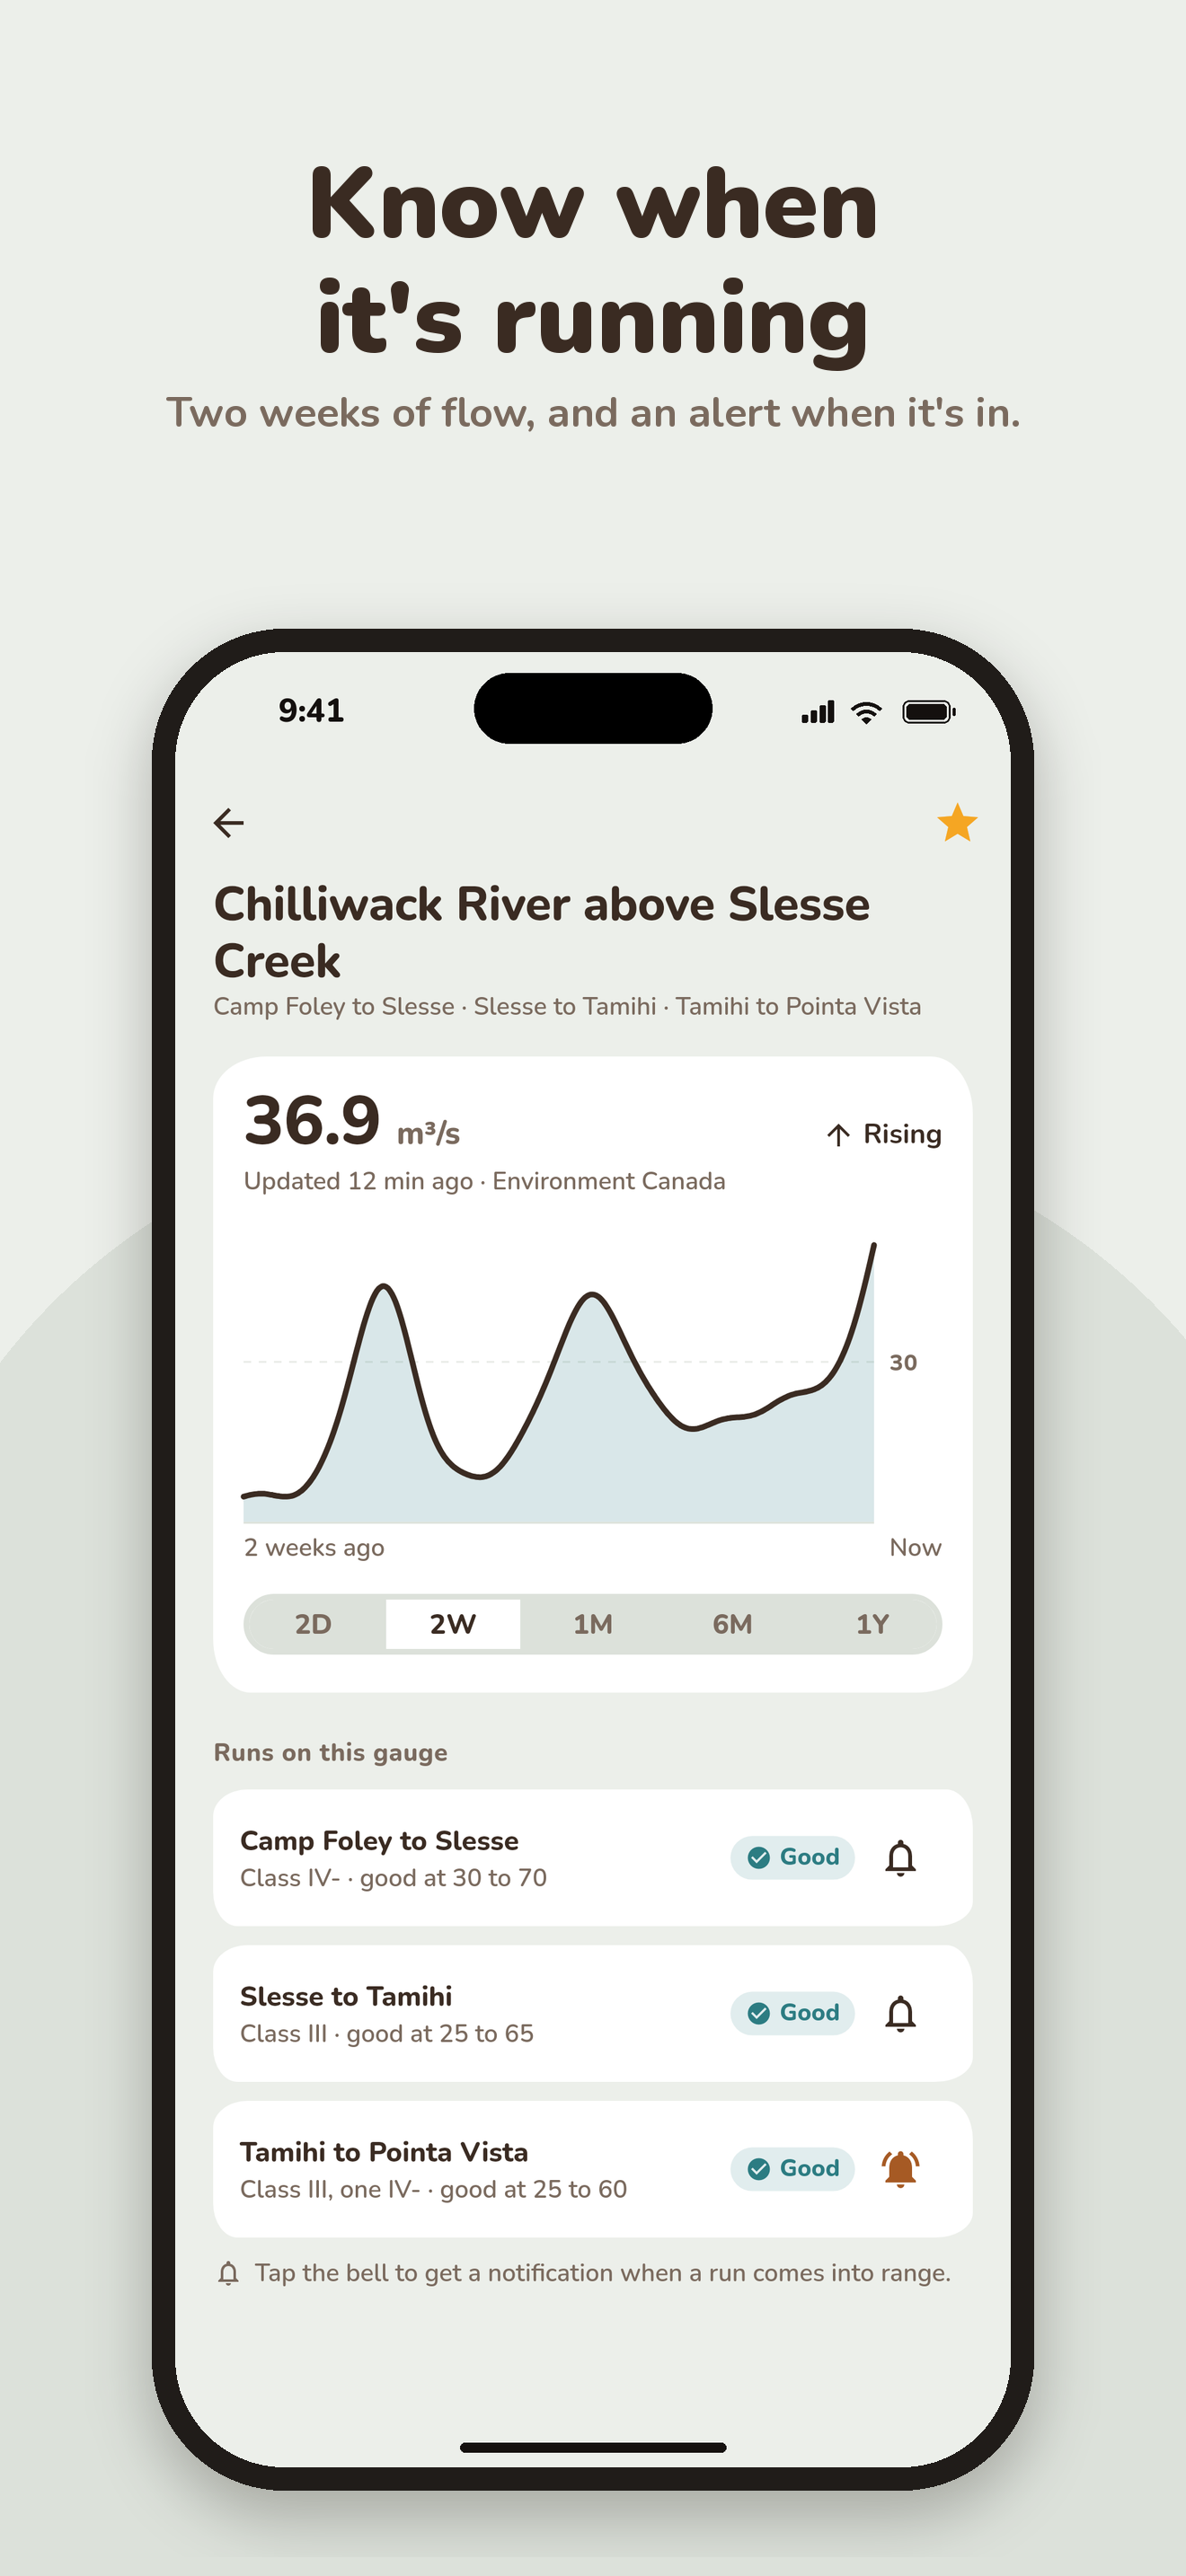 Know when
it's running
Two weeks of flow, and an alert when it's in.
9:41
Chilliwack River above Slesse
Creek
Camp Foley to Slesse · Slesse to Tamihi · Tamihi to Pointa Vista
36.9 m³/s
Rising
Updated 12 min ago · Environment Canada
30
2 weeks ago
Now
2D 2W 1M 6M 1Y
Runs on this gauge
Camp Foley to Slesse
Class IV- · good at 30 to 70
Good
Slesse to Tamihi
Class III · good at 25 to 65
Good
Tamihi to Pointa Vista
Class III, one IV- · good at 25 to 60
Good
Tap the bell to get a notification when a run comes into range.